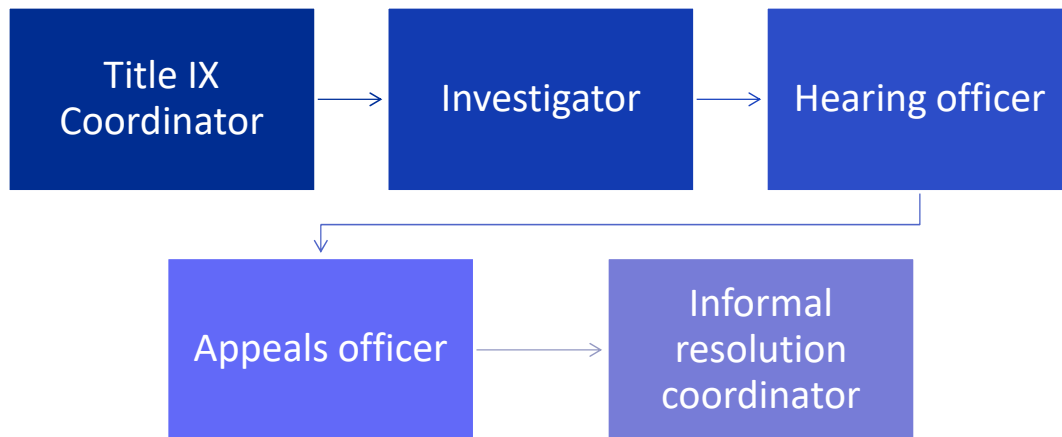 Title IX
Coordinator
Investigator
Hearing officer
Appeals officer
Informal
resolution
coordinator